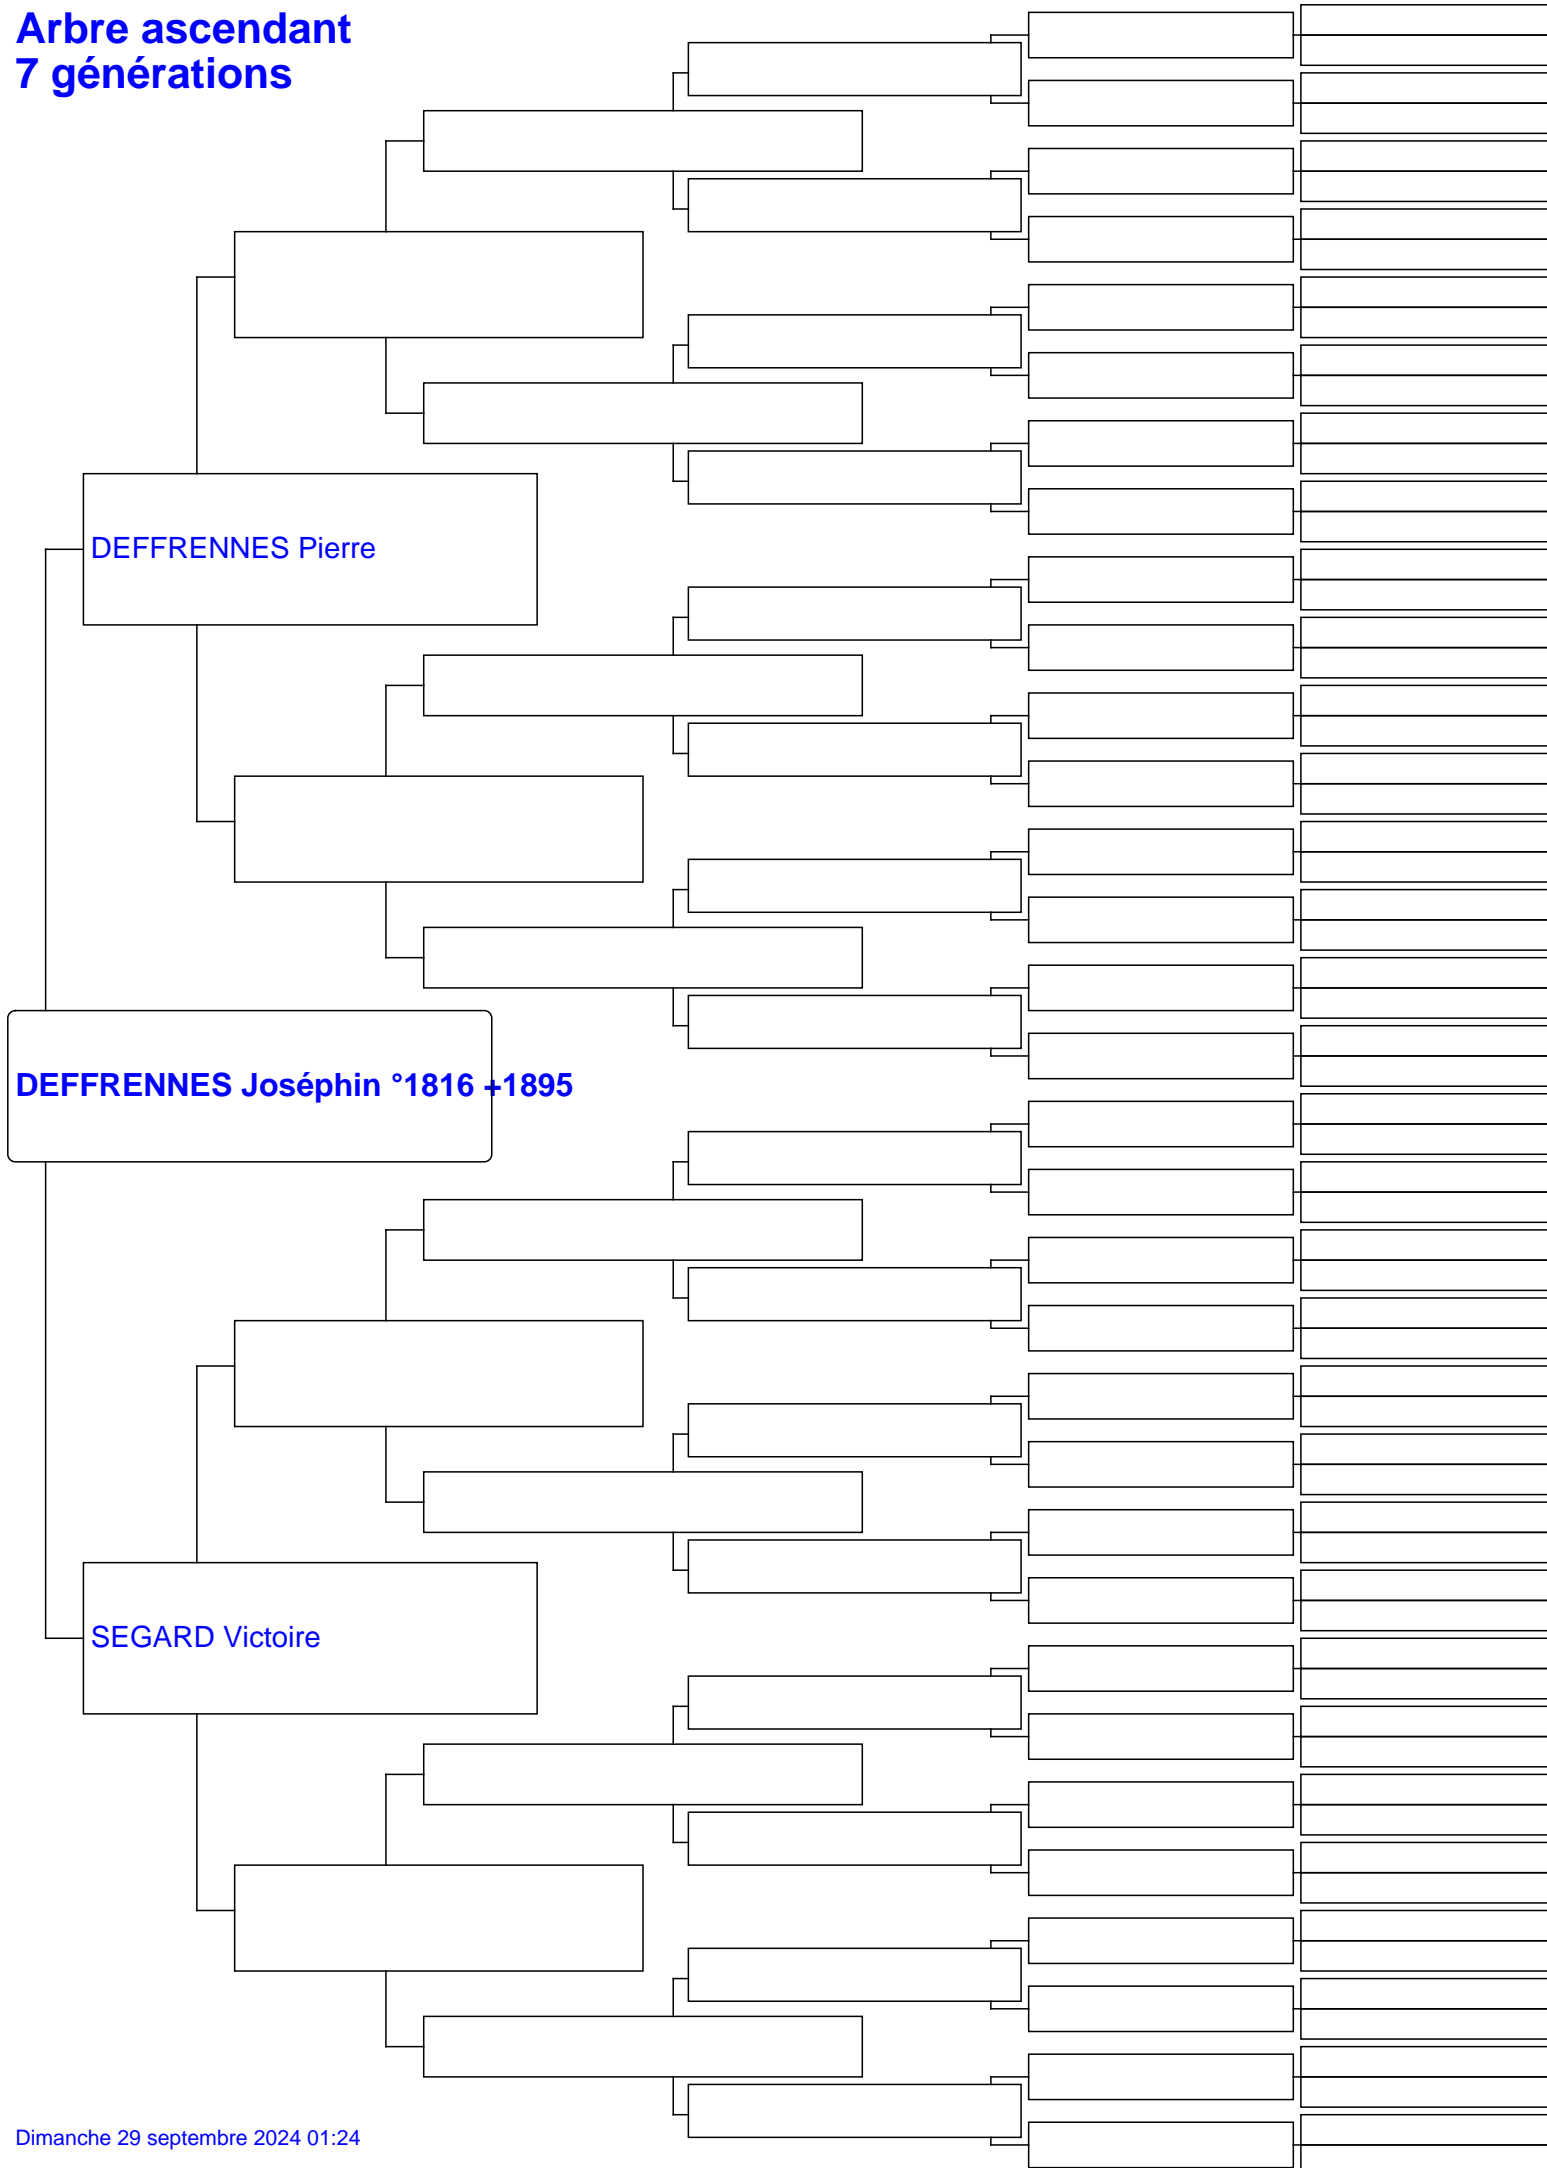 Arbre ascendant
7 générations
DEFFRENNES Pierre
DEFFRENNES Joséphin °1816 +1895
SEGARD Victoire
Dimanche 29 septembre 2024 01:24